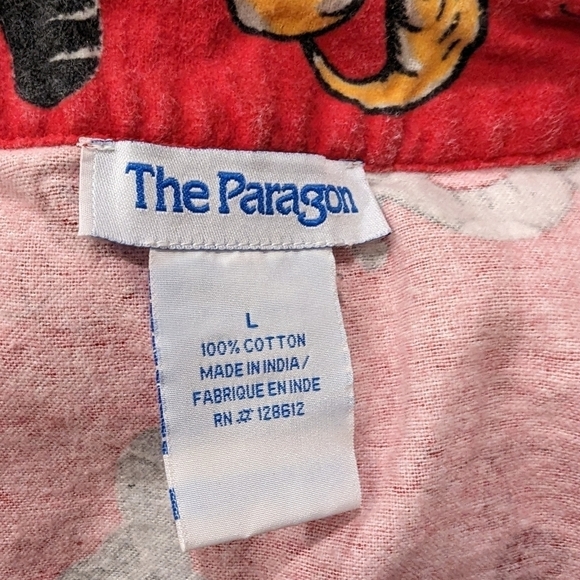 The Paragon
L
100% COTTON
MADE IN INDIA/
FABRIQUE EN INDE
RN # 128612